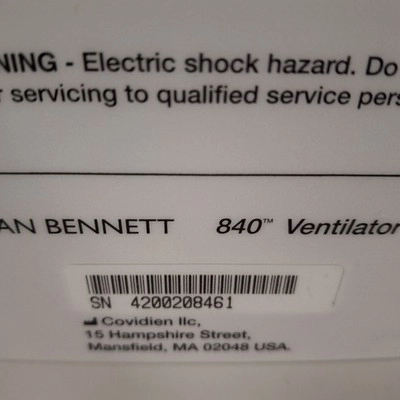 NING - Electric shock hazard. Do
r servicing to qualified service pers
AN BENNETT 840™ Ventilator
SN 4200208461
Covidien llc,
15 Hampshire Street,
Mansfield, MA 02048 USA.